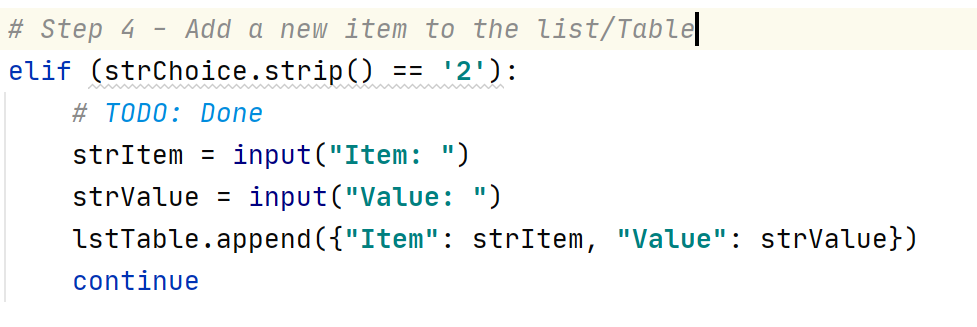 # Step 4 - Add a new item to the list/Table
elif (strChoice.strip() == '2'):
# TODO: Done
strItem = input("Item: ")
strValue = input("Value: ")
lstTable.append({"Item": strItem, "Value": strValue})
continue